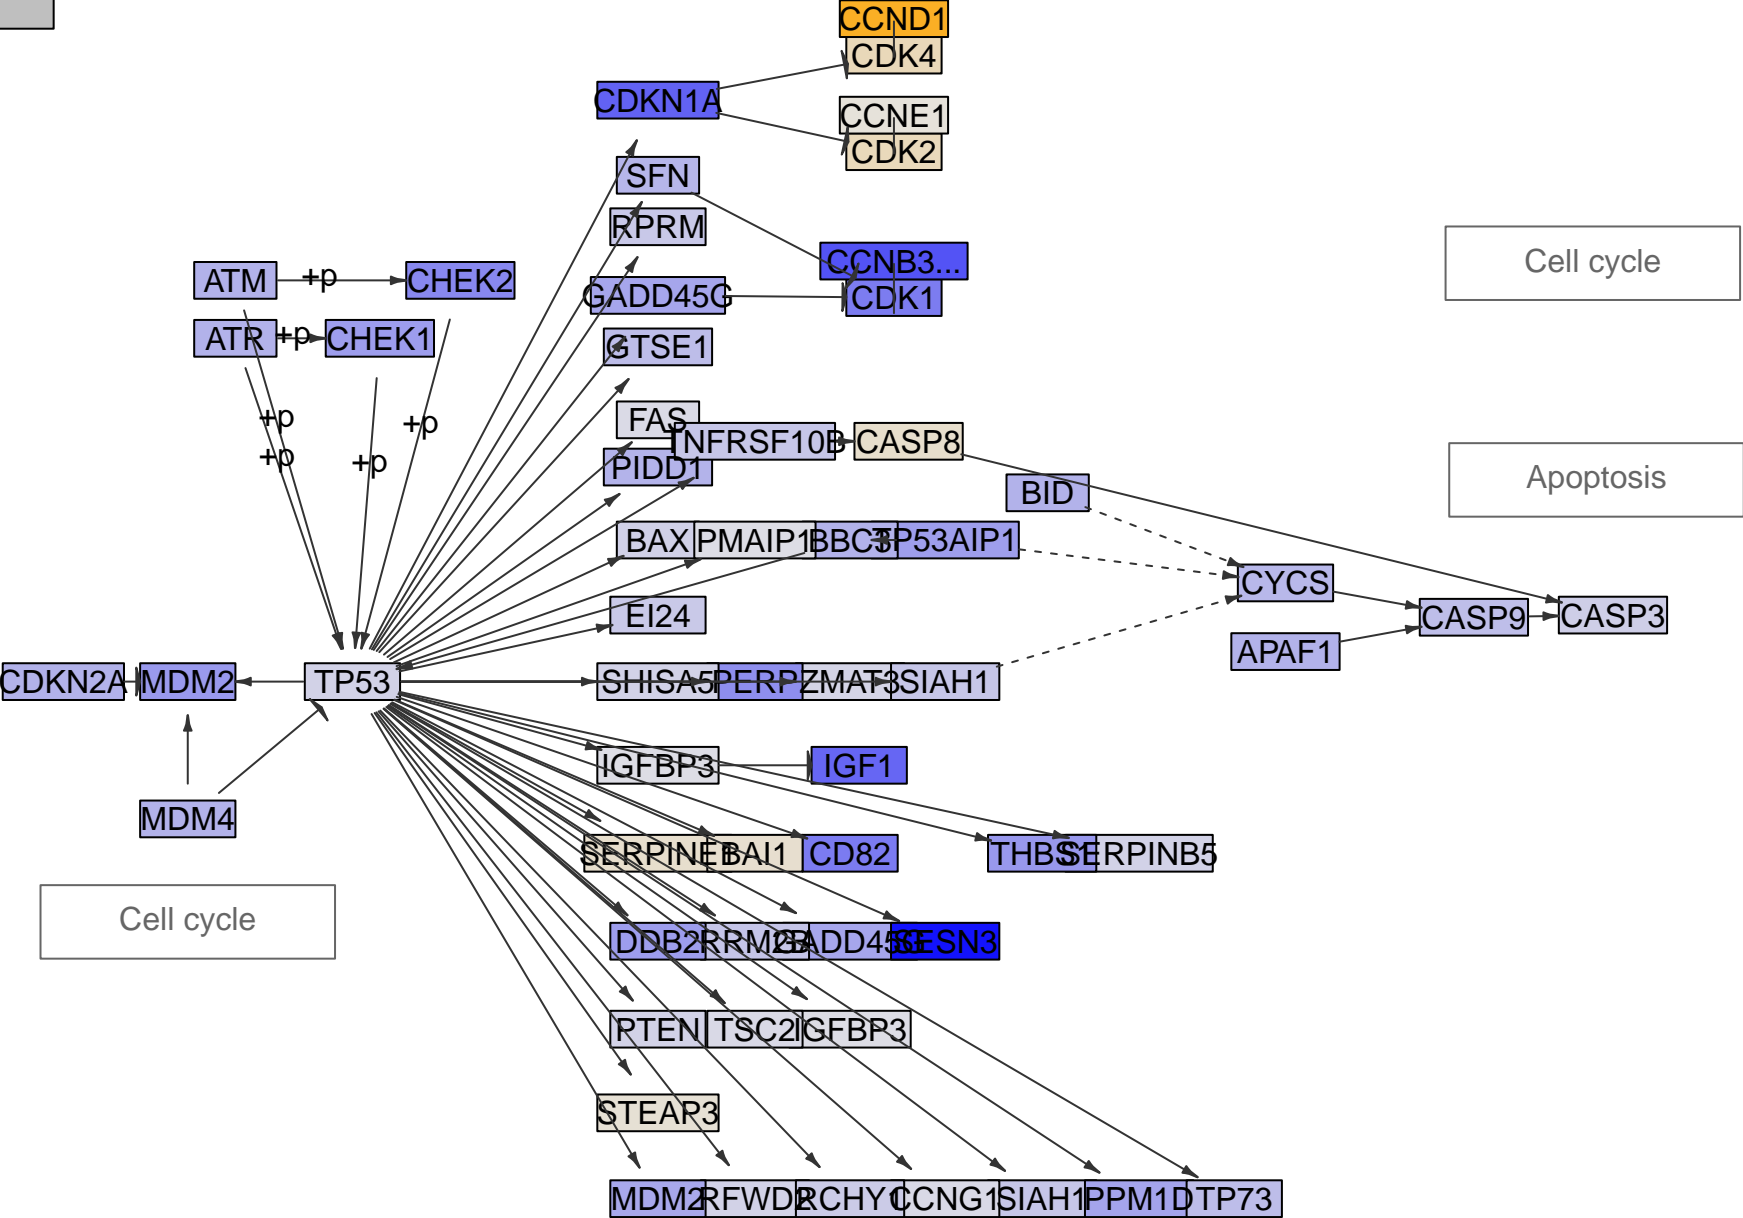 CCND1
CDK4
CDKN1A
CCNE1
CDK2
SFN
RPRM
CCNB3...
Cell cycle
ATM
+p
CHEK2
GADD45G
CDK1
ATR
+p
CHEK1
GTSE1
+p
+p
FAS
TNFRSF10B
CASP8
+p
+p
PIDD1
Apoptosis
BID
BAX
PMAIP1
BBC3
TP53AIP1
CYCS
EI24
CASP9
CASP3
APAF1
CDKN2A
MDM2
TP53
SHISA5
PERP
ZMAT3
SIAH1
IGFBP3
IGF1
MDM4
SERPINE1
BAI1
CD82
THBS1
SERPINB5
Cell cycle
DDB2
RRM2B
GADD45G
SESN3
PTEN
TSC2
IGFBP3
STEAP3
MDM2
RFWD2
RCHY1
CCNG1
SIAH1
PPM1D
TP73